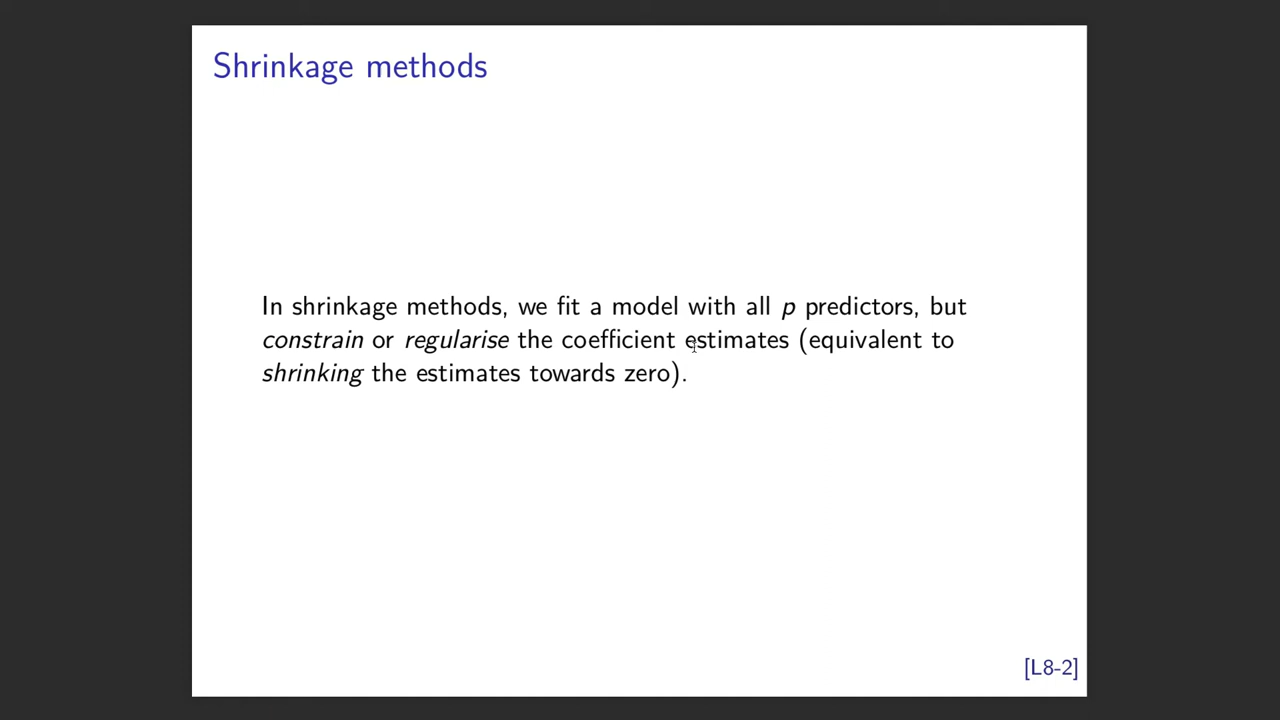 Shrinkage methods
In shrinkage methods, we fit a model with all p predictors, but
constrain or regularise the coefficient estimates (equivalent to
shrinking the estimates towards zero).
[L8-2]